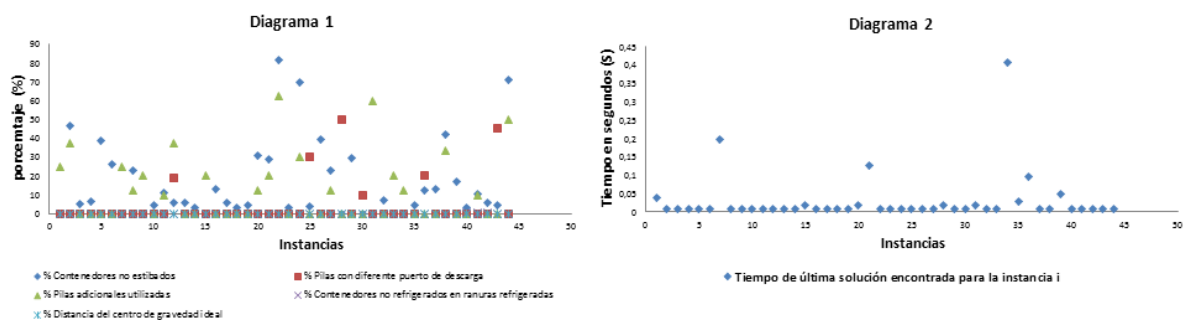 Diagrama 1
porcemtaje (%)
90
80
70
60
50
40
30
20
10
0
0 5 10 15 20 25 30 35 40 45 50
Instancias
% Contenedores no estibados
% Pilas con diferente puerto de descarga
% Pilas adicionales utilizadas
% Contenedores no refrigerados en ranuras refrigeradas
% Distancia del centro de gravedad ideal
Diagrama 2
Tiempo en segundos (S)
0,45
0,4
0,35
0,3
0,25
0,2
0,15
0,1
0,05
0
0 5 10 15 20 25 30 35 40 45 50
Instancias
Tiempo de última solución encontrada para la instancia i